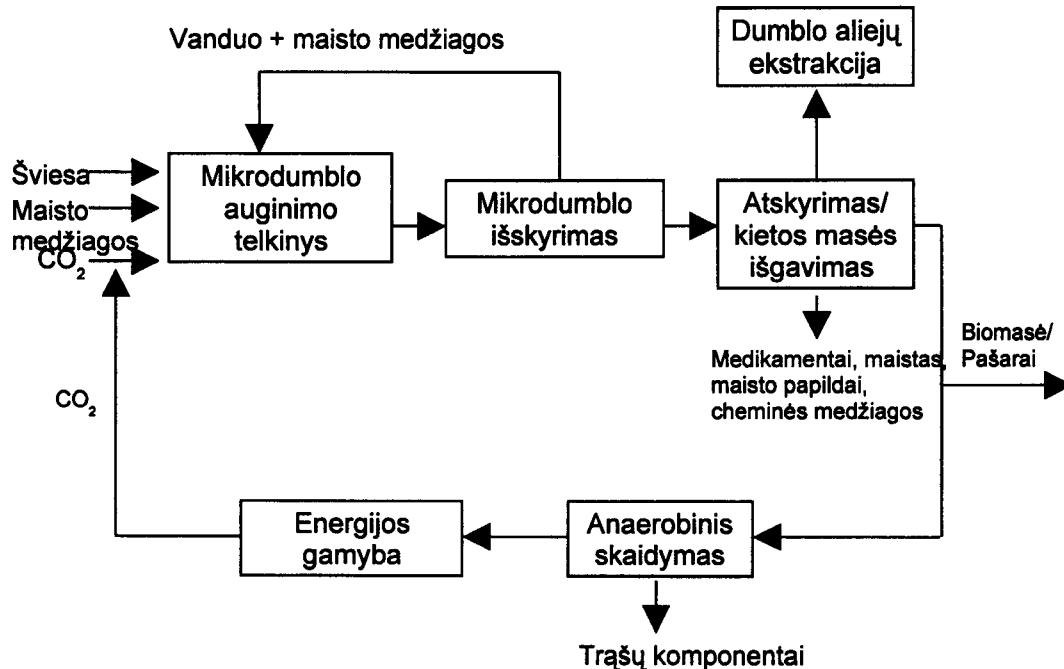 Vanduo + maisto medžiagos
Dumblo aliejų
ekstrakcija
Šviesa
Maisto
medžiagos
CO₂
Mikrodumblo
auginimo
telkinys
Mikrodumblo
išskyrimas
Atskyrimas/
kietos masės
išgavimas
Medikamentai, maistas,
maisto papildai,
cheminės medžiagos
Biomasė/
Pašarai
CO₂
Energijos
gamyba
Anaerobinis
skaidymas
Trąšų komponentai